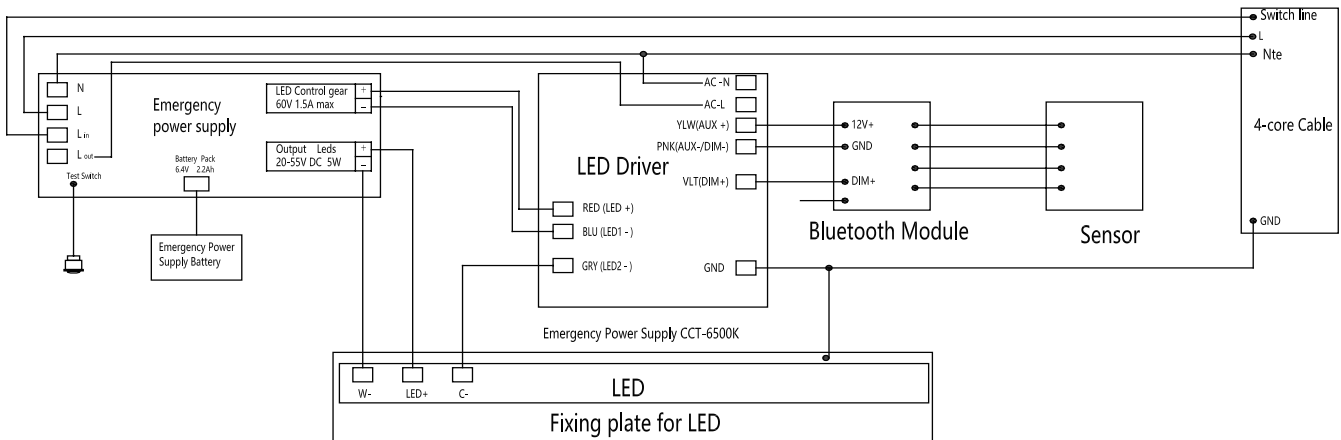 Switch line
L
Nte
4-core Cable
GND
N
L
L in
L out
Test Switch
Emergency
power supply
Battery Pack
6.4V 2.2Ah
LED Control gear
60V 1.5A max
+
−
Output Leds
20-55V DC 5W
+
−
Emergency Power
Supply Battery
LED Driver
AC -N
AC-L
YLW(AUX +)
PNK(AUX-/DIM-)
VLT(DIM+)
RED (LED +)
BLU (LED1 -)
GRY (LED2 -)
GND
12V+
GND
DIM+
Bluetooth Module
Sensor
Emergency Power Supply CCT-6500K
W-
LED+
C-
LED
Fixing plate for LED